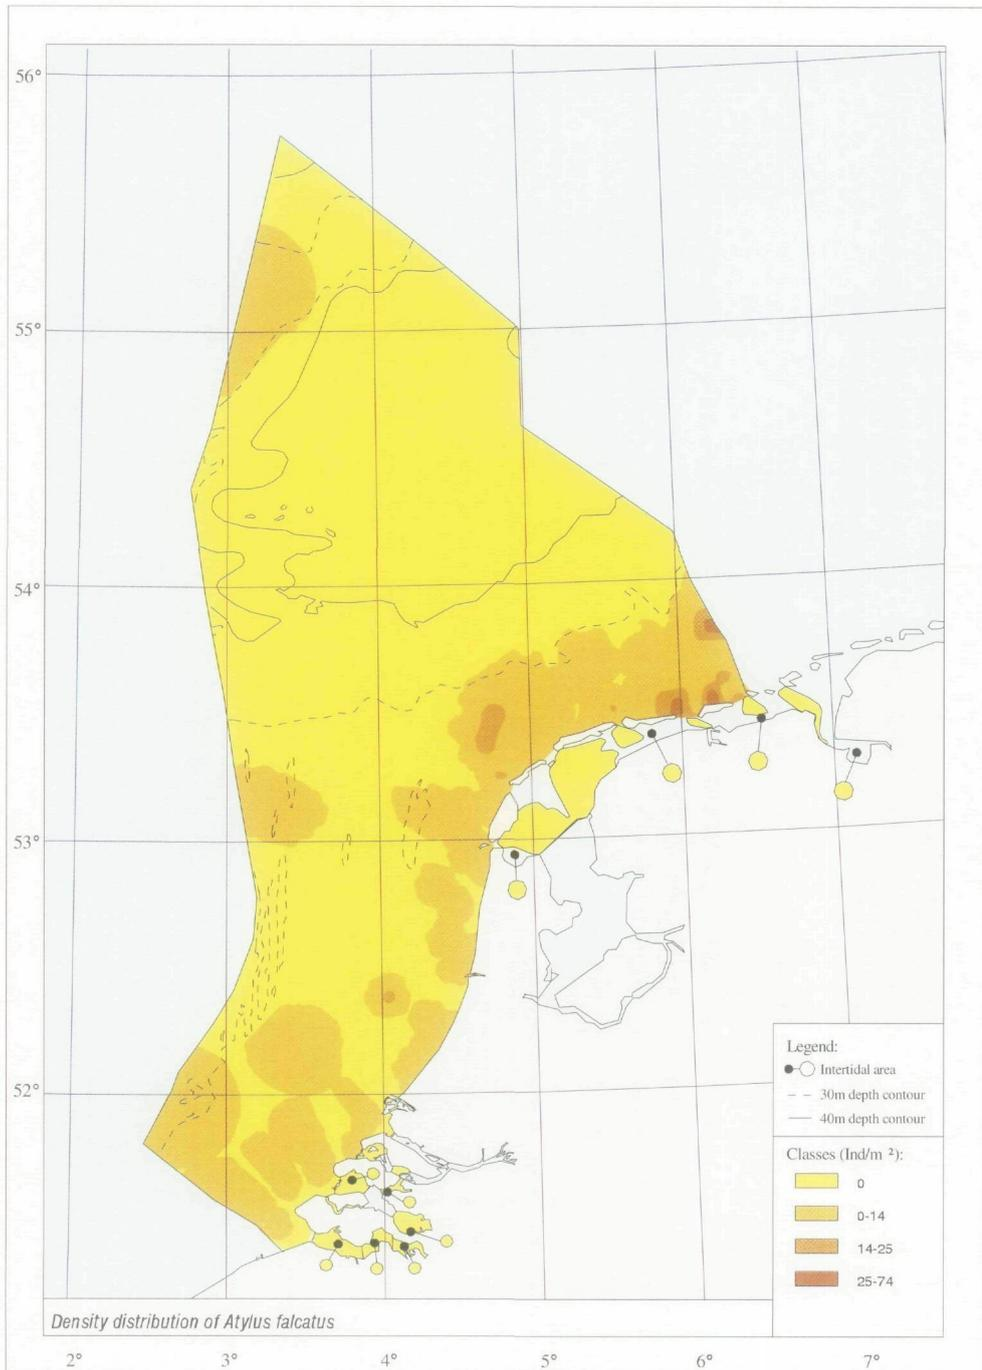 56°
55°
54°
53°
52°
Legend:
Intertidal area
30m depth contour
40m depth contour
Classes (Ind/m ²):
0
0-14
14-25
25-74
Density distribution of Atylus falcatus
2° 3° 4° 5° 6° 7°